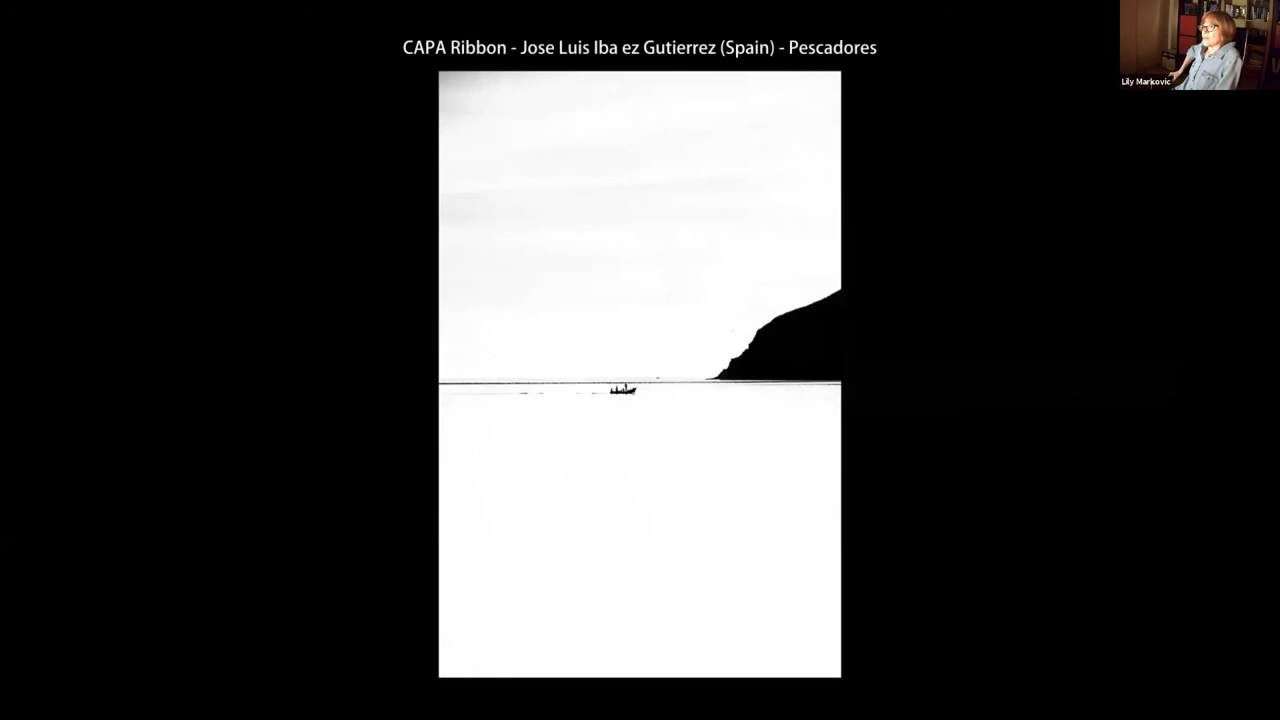 CAPA Ribbon - Jose Luis Iba ez Gutierrez (Spain) - Pescadores
Lily Markovic